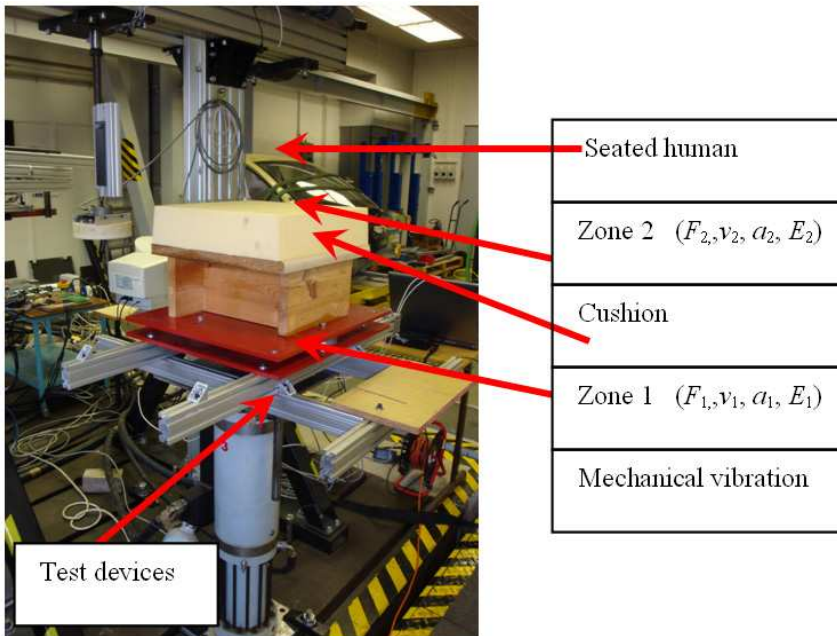 Seated human
Zone 2 (F2,,v2, a2, E2)
Cushion
Zone 1 (F1,,v1, a1, E1)
Mechanical vibration
Test devices